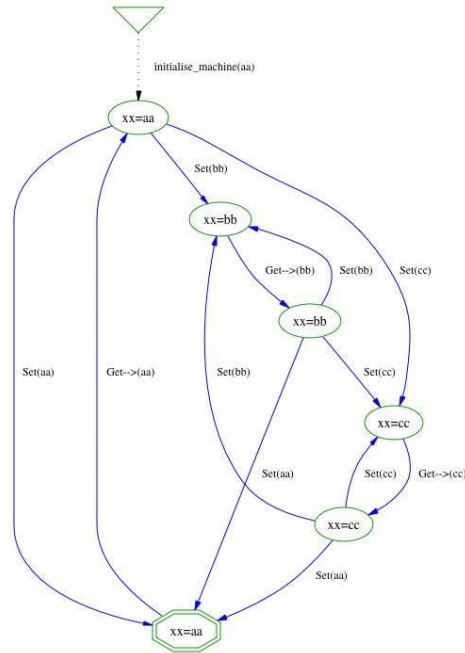 initialise_machine(aa)
xx=aa
Set(bb)
xx=bb
Get-->(bb)
Set(bb)
Set(cc)
xx=bb
Set(aa)
Get-->(aa)
Set(bb)
Set(cc)
xx=cc
Set(aa)
Set(cc)
Get-->(cc)
xx=cc
Set(aa)
xx=aa